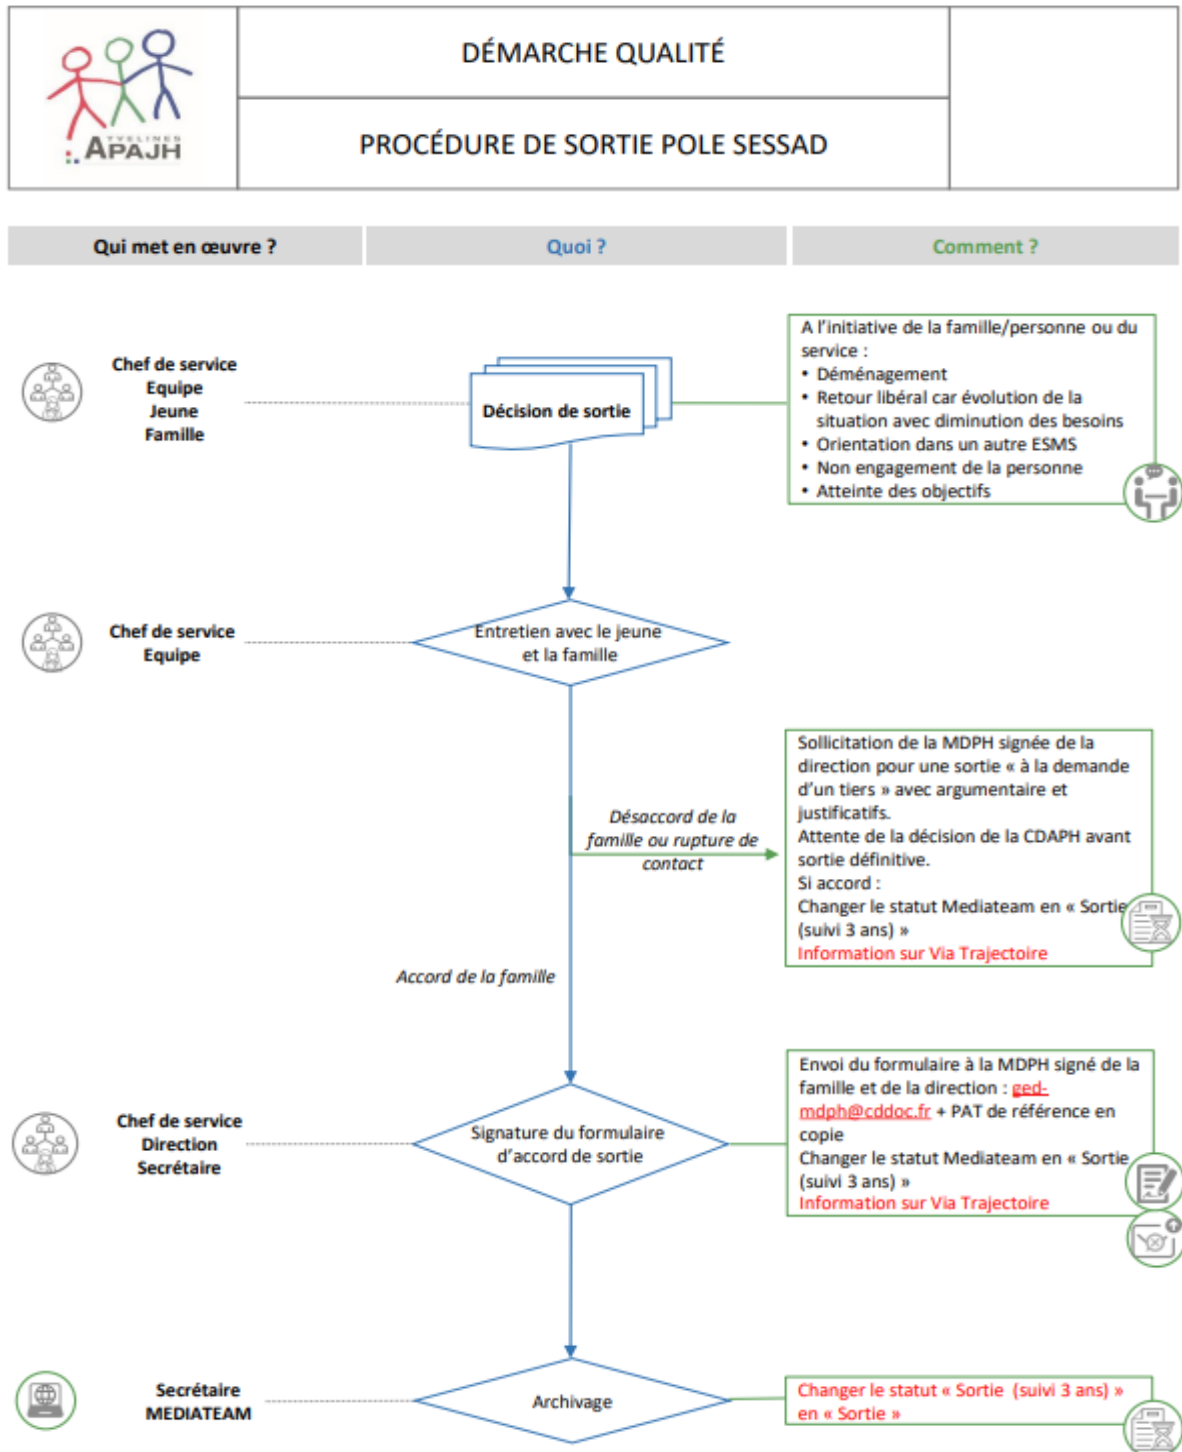 YVELINES
APAJH
DÉMARCHE QUALITÉ
PROCÉDURE DE SORTIE POLE SESSAD
Qui met en œuvre ?
Quoi ?
Comment ?
Chef de service
Equipe
Jeune
Famille
Décision de sortie
A l’initiative de la famille/personne ou du
service :
• Déménagement
• Retour libéral car évolution de la
situation avec diminution des besoins
• Orientation dans un autre ESMS
• Non engagement de la personne
• Atteinte des objectifs
Chef de service
Equipe
Entretien avec le jeune
et la famille
Désaccord de la
famille ou rupture de
contact
Sollicitation de la MDPH signée de la
direction pour une sortie « à la demande
d’un tiers » avec argumentaire et
justificatifs.
Attente de la décision de la CDAPH avant
sortie définitive.
Si accord :
Changer le statut Mediateam en « Sortie
(suivi 3 ans) »
Information sur Via Trajectoire
Accord de la famille
Chef de service
Direction
Secrétaire
Signature du formulaire
d’accord de sortie
Envoi du formulaire à la MDPH signé de la
famille et de la direction : ged-
mdph@cddoc.fr + PAT de référence en
copie
Changer le statut Mediateam en « Sortie
(suivi 3 ans) »
Information sur Via Trajectoire
Secrétaire
MEDIATEAM
Archivage
Changer le statut « Sortie (suivi 3 ans) »
en « Sortie »